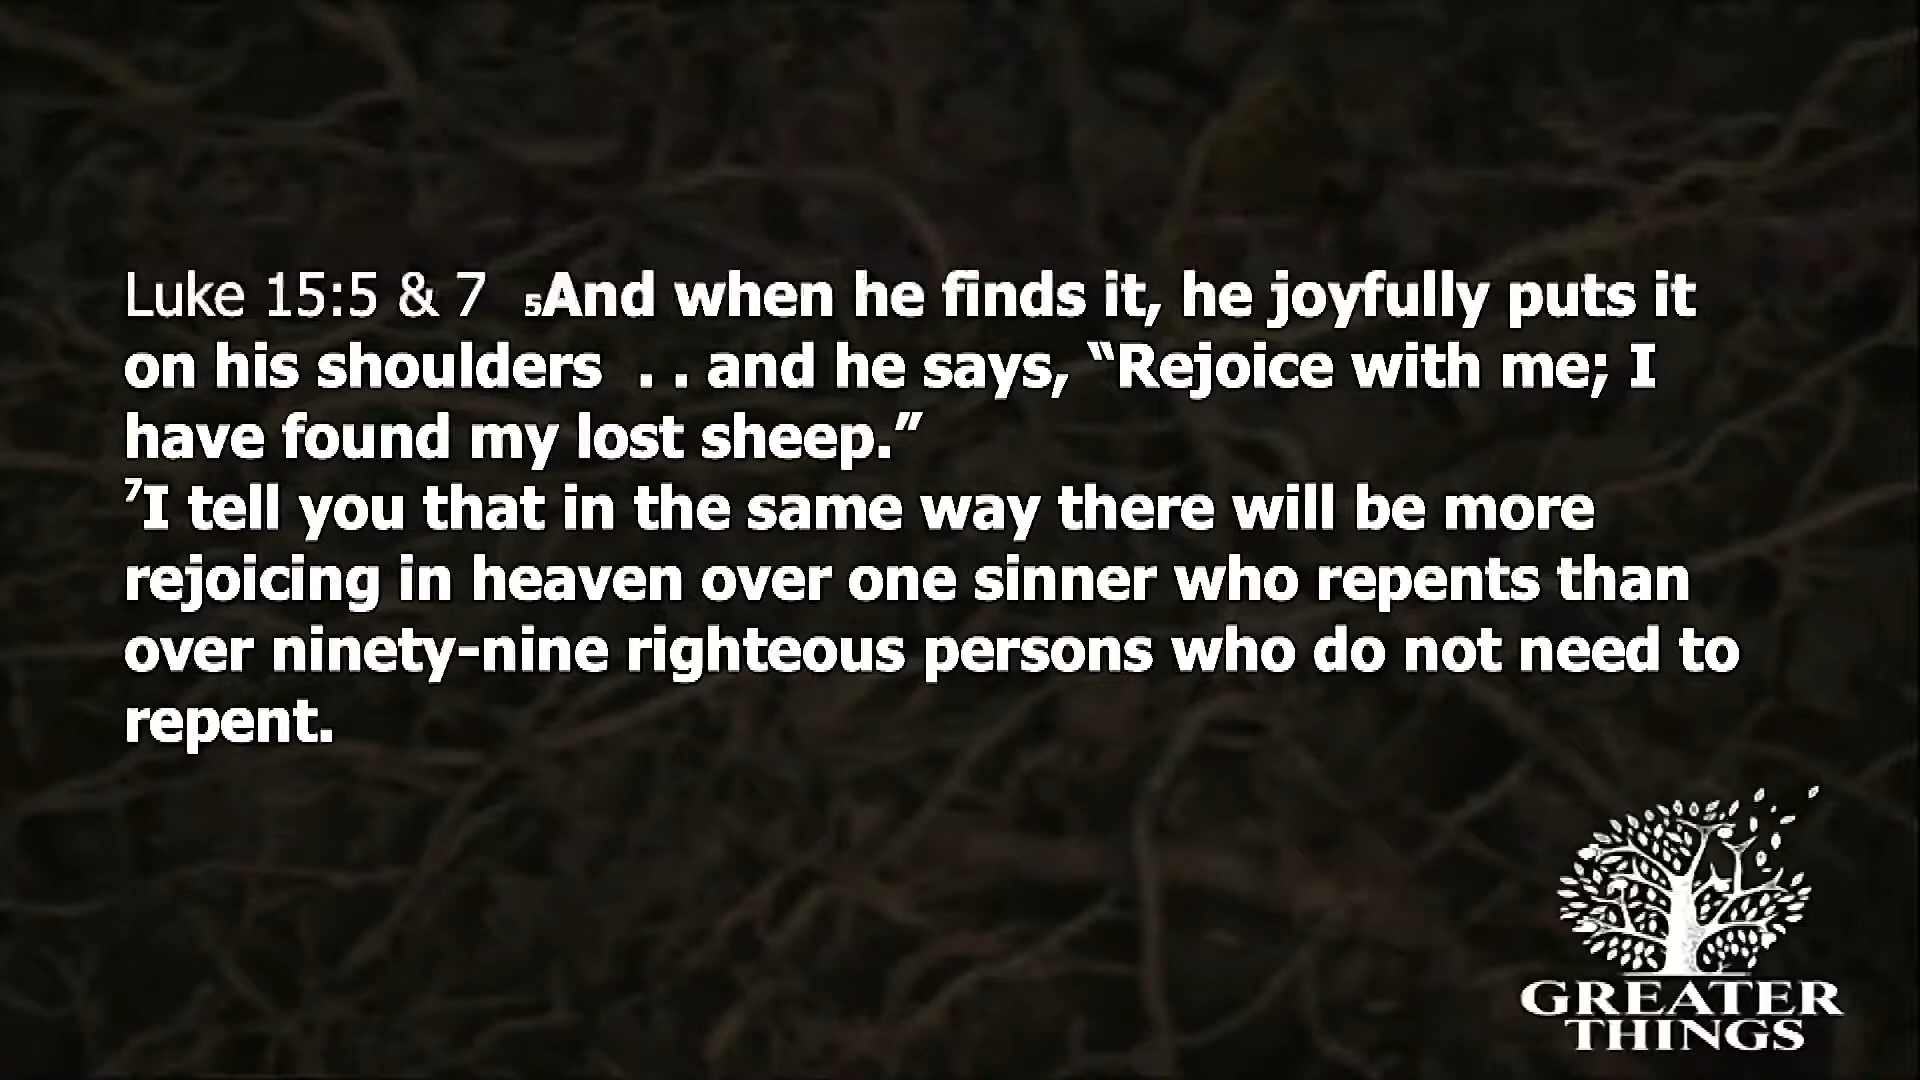 Luke 15:5 & 7  ₅And when he finds it, he joyfully puts it
on his shoulders  . . and he says, “Rejoice with me; I
have found my lost sheep.”
⁷I tell you that in the same way there will be more
rejoicing in heaven over one sinner who repents than
over ninety-nine righteous persons who do not need to
repent.
GREATER
THINGS